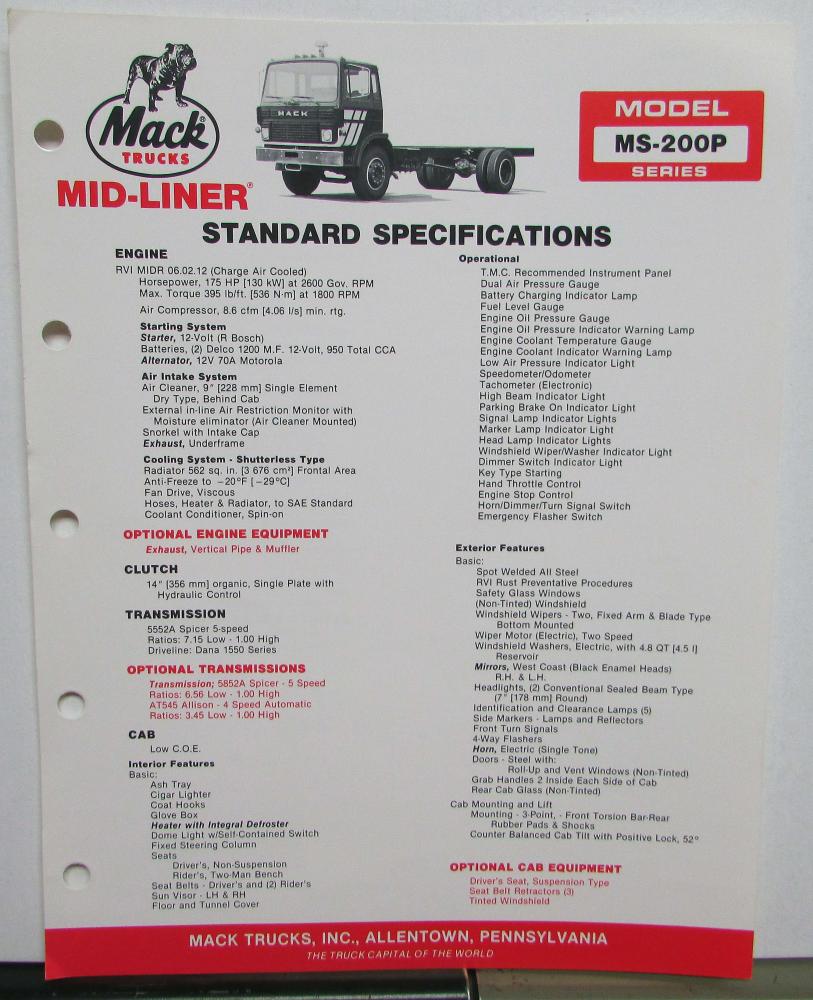 Mack®
TRUCKS
MID-LINER®
MACK
MODEL
MS-200P
SERIES
STANDARD SPECIFICATIONS
ENGINE
RVI MIDR 06.02.12 (Charge Air Cooled)
Horsepower, 175 HP [130 kW] at 2600 Gov. RPM
Max. Torque 395 lb/ft. [536 N·m] at 1800 RPM
Air Compressor, 8.6 cfm [4.06 l/s] min. rtg.
Starting System
Starter, 12-Volt (R Bosch)
Batteries, (2) Delco 1200 M.F. 12-Volt, 950 Total CCA
Alternator, 12V 70A Motorola
Air Intake System
Air Cleaner, 9" [228 mm] Single Element
Dry Type, Behind Cab
External in-line Air Restriction Monitor with
Moisture eliminator (Air Cleaner Mounted)
Snorkel with Intake Cap
Exhaust, Underframe
Cooling System - Shutterless Type
Radiator 562 sq. in. [3 676 cm²] Frontal Area
Anti-Freeze to −20°F [−29°C]
Fan Drive, Viscous
Hoses, Heater & Radiator, to SAE Standard
Coolant Conditioner, Spin-on
OPTIONAL ENGINE EQUIPMENT
Exhaust, Vertical Pipe & Muffler
CLUTCH
14" [356 mm] organic, Single Plate with
Hydraulic Control
TRANSMISSION
5552A Spicer 5-speed
Ratios: 7.15 Low - 1.00 High
Driveline: Dana 1550 Series
OPTIONAL TRANSMISSIONS
Transmission; 5852A Spicer - 5 Speed
Ratios: 6.56 Low - 1.00 High
AT545 Allison - 4 Speed Automatic
Ratios: 3.45 Low - 1.00 High
CAB
Low C.O.E.
Interior Features
Basic:
Ash Tray
Cigar Lighter
Coat Hooks
Glove Box
Heater with Integral Defroster
Dome Light w/Self-Contained Switch
Fixed Steering Column
Seats
Driver's, Non-Suspension
Rider's, Two-Man Bench
Seat Belts - Driver's and (2) Rider's
Sun Visor - LH & RH
Floor and Tunnel Cover
Operational
T.M.C. Recommended Instrument Panel
Dual Air Pressure Gauge
Battery Charging Indicator Lamp
Fuel Level Gauge
Engine Oil Pressure Gauge
Engine Oil Pressure Indicator Warning Lamp
Engine Coolant Temperature Gauge
Engine Coolant Indicator Warning Lamp
Low Air Pressure Indicator Light
Speedometer/Odometer
Tachometer (Electronic)
High Beam Indicator Light
Parking Brake On Indicator Light
Signal Lamp Indicator Lights
Marker Lamp Indicator Light
Head Lamp Indicator Lights
Windshield Wiper/Washer Indicator Light
Dimmer Switch Indicator Light
Key Type Starting
Hand Throttle Control
Engine Stop Control
Horn/Dimmer/Turn Signal Switch
Emergency Flasher Switch
Exterior Features
Basic:
Spot Welded All Steel
RVI Rust Preventative Procedures
Safety Glass Windows
(Non-Tinted) Windshield
Windshield Wipers - Two, Fixed Arm & Blade Type
Bottom Mounted
Wiper Motor (Electric), Two Speed
Windshield Washers, Electric, with 4.8 QT [4.5 l]
Reservoir
Mirrors, West Coast (Black Enamel Heads)
R.H. & L.H.
Headlights, (2) Conventional Sealed Beam Type
(7" [178 mm] Round)
Identification and Clearance Lamps (5)
Side Markers - Lamps and Reflectors
Front Turn Signals
4-Way Flashers
Horn, Electric (Single Tone)
Doors - Steel with:
Roll-Up and Vent Windows (Non-Tinted)
Grab Handles 2 Inside Each Side of Cab
Rear Cab Glass (Non-Tinted)
Cab Mounting and Lift
Mounting - 3-Point, - Front Torsion Bar-Rear
Rubber Pads & Shocks
Counter Balanced Cab Tilt with Positive Lock, 52°
OPTIONAL CAB EQUIPMENT
Driver's Seat, Suspension Type
Seat Belt Retractors (3)
Tinted Windshield
MACK TRUCKS, INC., ALLENTOWN, PENNSYLVANIA
THE TRUCK CAPITAL OF THE WORLD